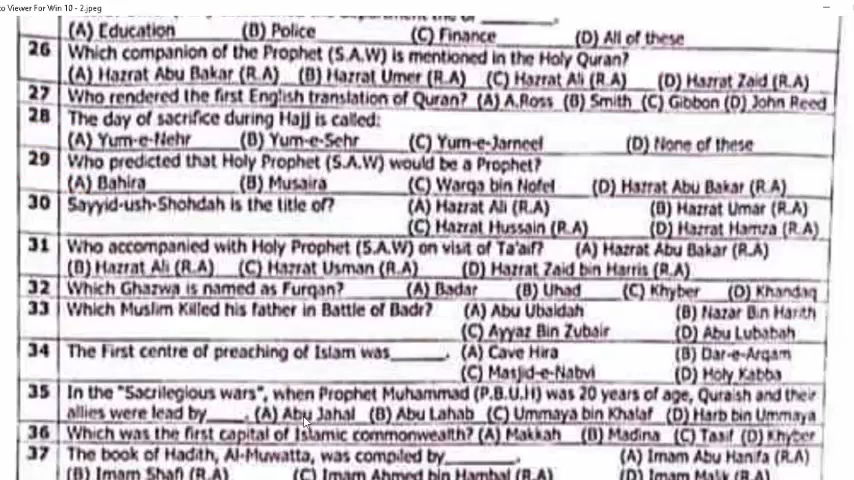 to Viewer For Win 10 - 2.jpeg
(A) Education (B) Police (C) Finance (D) All of these
26 Which companion of the Prophet (S.A.W) is mentioned in the Holy Quran?
(A) Hazrat Abu Bakar (R.A) (B) Hazrat Umer (R.A) (C) Hazrat Ali (R.A) (D) Hazrat Zaid (R.A)
27 Who rendered the first English translation of Quran? (A) A.Ross (B) Smith (C) Gibbon (D) John Reed
28 The day of sacrifice during Hajj is called:
(A) Yum-e-Nehr (B) Yum-e-Sehr (C) Yum-e-Jarneel (D) None of these
29 Who predicted that Holy Prophet (S.A.W) would be a Prophet?
(A) Bahira (B) Musaira (C) Warqa bin Nofel (D) Hazrat Abu Bakar (R.A)
30 Sayyid-ush-Shohdah is the title of? (A) Hazrat Ali (R.A) (B) Hazrat Umar (R.A)
(C) Hazrat Hussain (R.A) (D) Hazrat Hamza (R.A)
31 Who accompanied with Holy Prophet (S.A.W) on visit of Ta'aif? (A) Hazrat Abu Bakar (R.A)
(B) Hazrat Ali (R.A) (C) Hazrat Usman (R.A) (D) Hazrat Zaid bin Harris (R.A)
32 Which Ghazwa is named as Furqan? (A) Badar (B) Uhad (C) Khyber (D) Khandaq
33 Which Muslim Killed his father in Battle of Badr? (A) Abu Ubaidah (B) Nazar Bin Harith
(C) Ayyaz Bin Zubair (D) Abu Lubabah
34 The First centre of preaching of Islam was______. (A) Cave Hira (B) Dar-e-Arqam
(C) Masjid-e-Nabvi (D) Holy Kabba
35 In the "Sacrilegious wars", when Prophet Muhammad (P.B.U.H) was 20 years of age, Quraish and their
allies were lead by____. (A) Abu Jahal (B) Abu Lahab (C) Ummaya bin Khalaf (D) Harb bin Ummaya
36 Which was the first capital of Islamic commonwealth? (A) Makkah (B) Madina (C) Taaif (D) Khyber
37 The book of Hadith, Al-Muwatta, was compiled by________. (A) Imam Abu Hanifa (R.A)
(B) Imam Shafi (R.A) (C) Imam Ahmed bin Hambal (R.A) (D) Imam Malik (R.A)